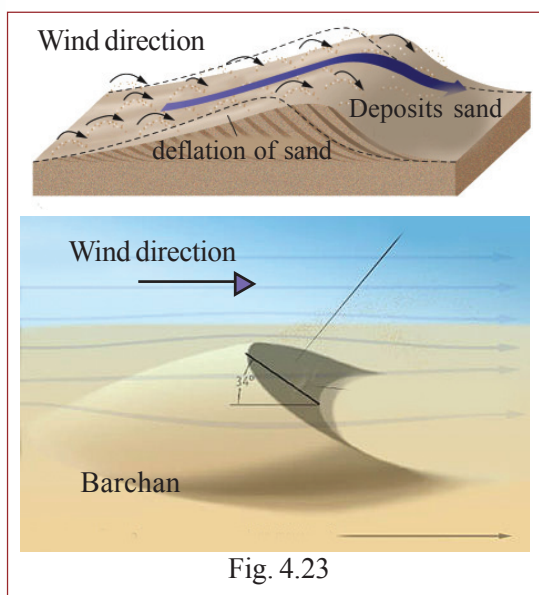 Wind direction
Deposits sand
deflation of sand
Wind direction
34°
Barchan
Fig. 4.23